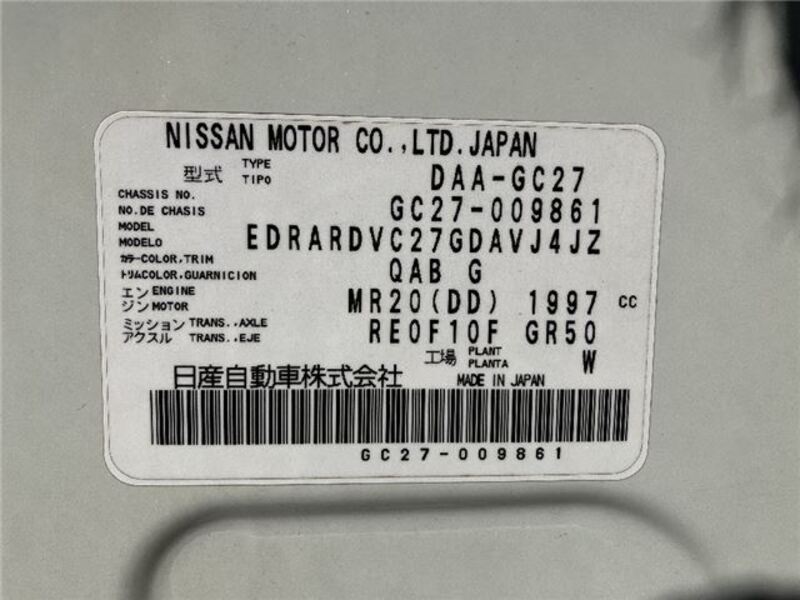 NISSAN MOTOR CO.,LTD.JAPAN
型式 TYPE TIPO DAA-GC27
CHASSIS NO.
NO.DE CHASIS GC27-009861
MODEL
MODELO EDRARDVC27GDAVJ4JZ
カラーCOLOR,TRIM
トリムCOLOR,GUARNICION QAB G
エンジン ENGINE MOTOR MR20(DD) 1997 CC
ミッション TRANS..AXLE
アクスル TRANS..EJE RE0F10F GR50
工場 PLANT PLANTA W
日産自動車株式会社 MADE IN JAPAN
GC27-009861